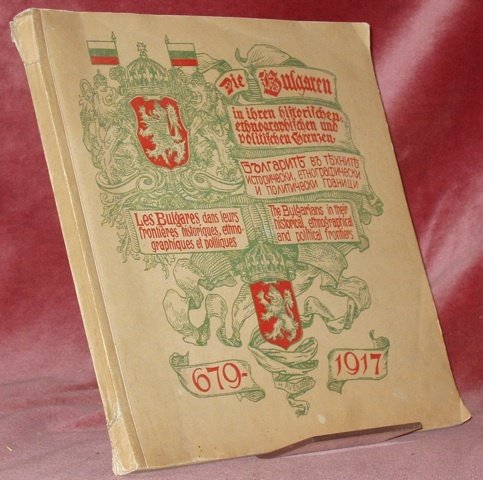 Die Bulgaren
in ihren historischen,
ethnographischen und
politischen Grenzen
Българитѣ въ тѣхнитѣ
исторически, етнографически
и политически граници
Les Bulgares dans leurs
frontières historiques, ethno-
graphiques et politiques
The Bulgarians in their
historical, ethnographical
and political frontiers
679-
1917